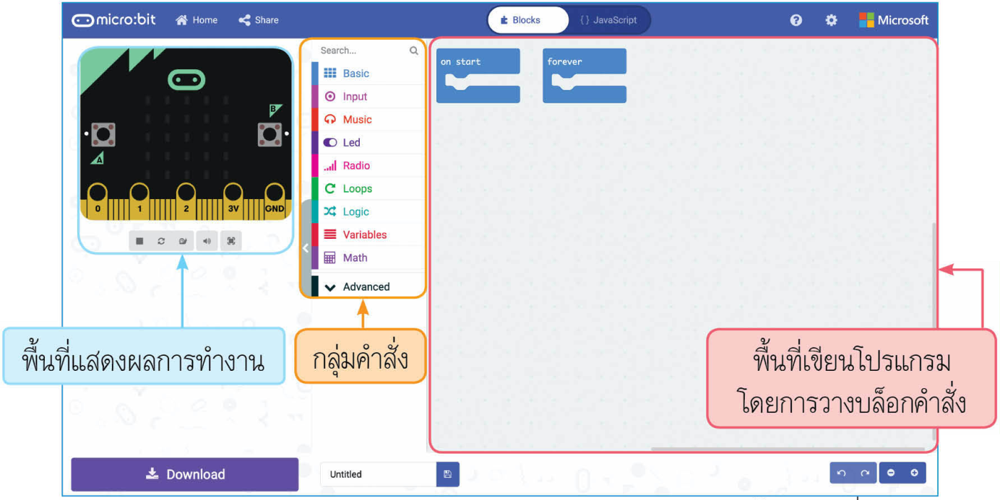 micro:bit Home Share Blocks {} JavaScript ? Microsoft
Search...
Basic
Input
Music
Led
Radio
Loops
Logic
Variables
Math
Advanced
on start
forever
B
A
0 1 2 3V GND
พื้นที่แสดงผลการทำงาน
กลุ่มคำสั่ง
พื้นที่เขียนโปรแกรม
โดยการวางบล็อกคำสั่ง
Download
Untitled